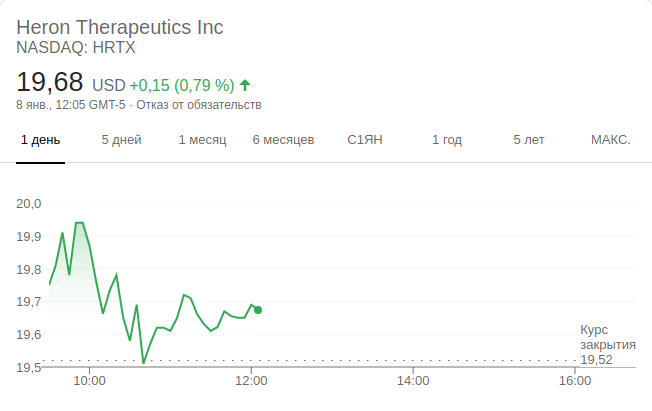 Heron Therapeutics Inc
NASDAQ: HRTX
19,68 USD +0,15 (0,79 %)
8 янв., 12:05 GMT-5 · Отказ от обязательств
1 день 5 дней 1 месяц 6 месяцев С1ЯН 1 год 5 лет МАКС.
20,0
19,9
19,8
19,7
19,6
Курс
закрытия
19,52
19,5
10:00 12:00 14:00 16:00